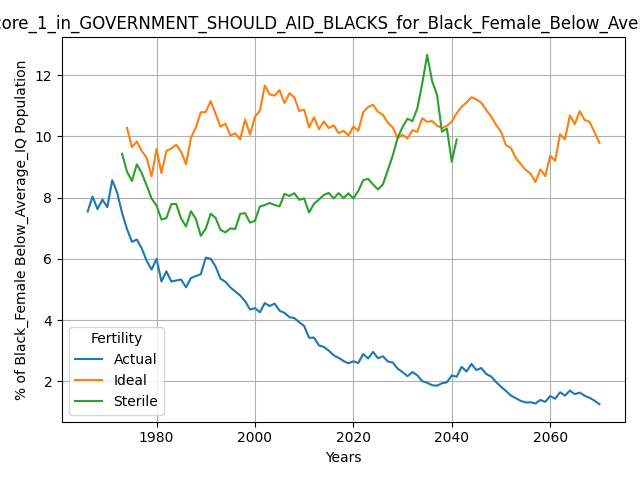 core_1_in_GOVERNMENT_SHOULD_AID_BLACKS_for_Black_Female_Below_Aver
% of Black_Female Below_Average_IQ Population
12
10
8
6
4
2
Fertility
Actual
Ideal
Sterile
1980 2000 2020 2040 2060
Years